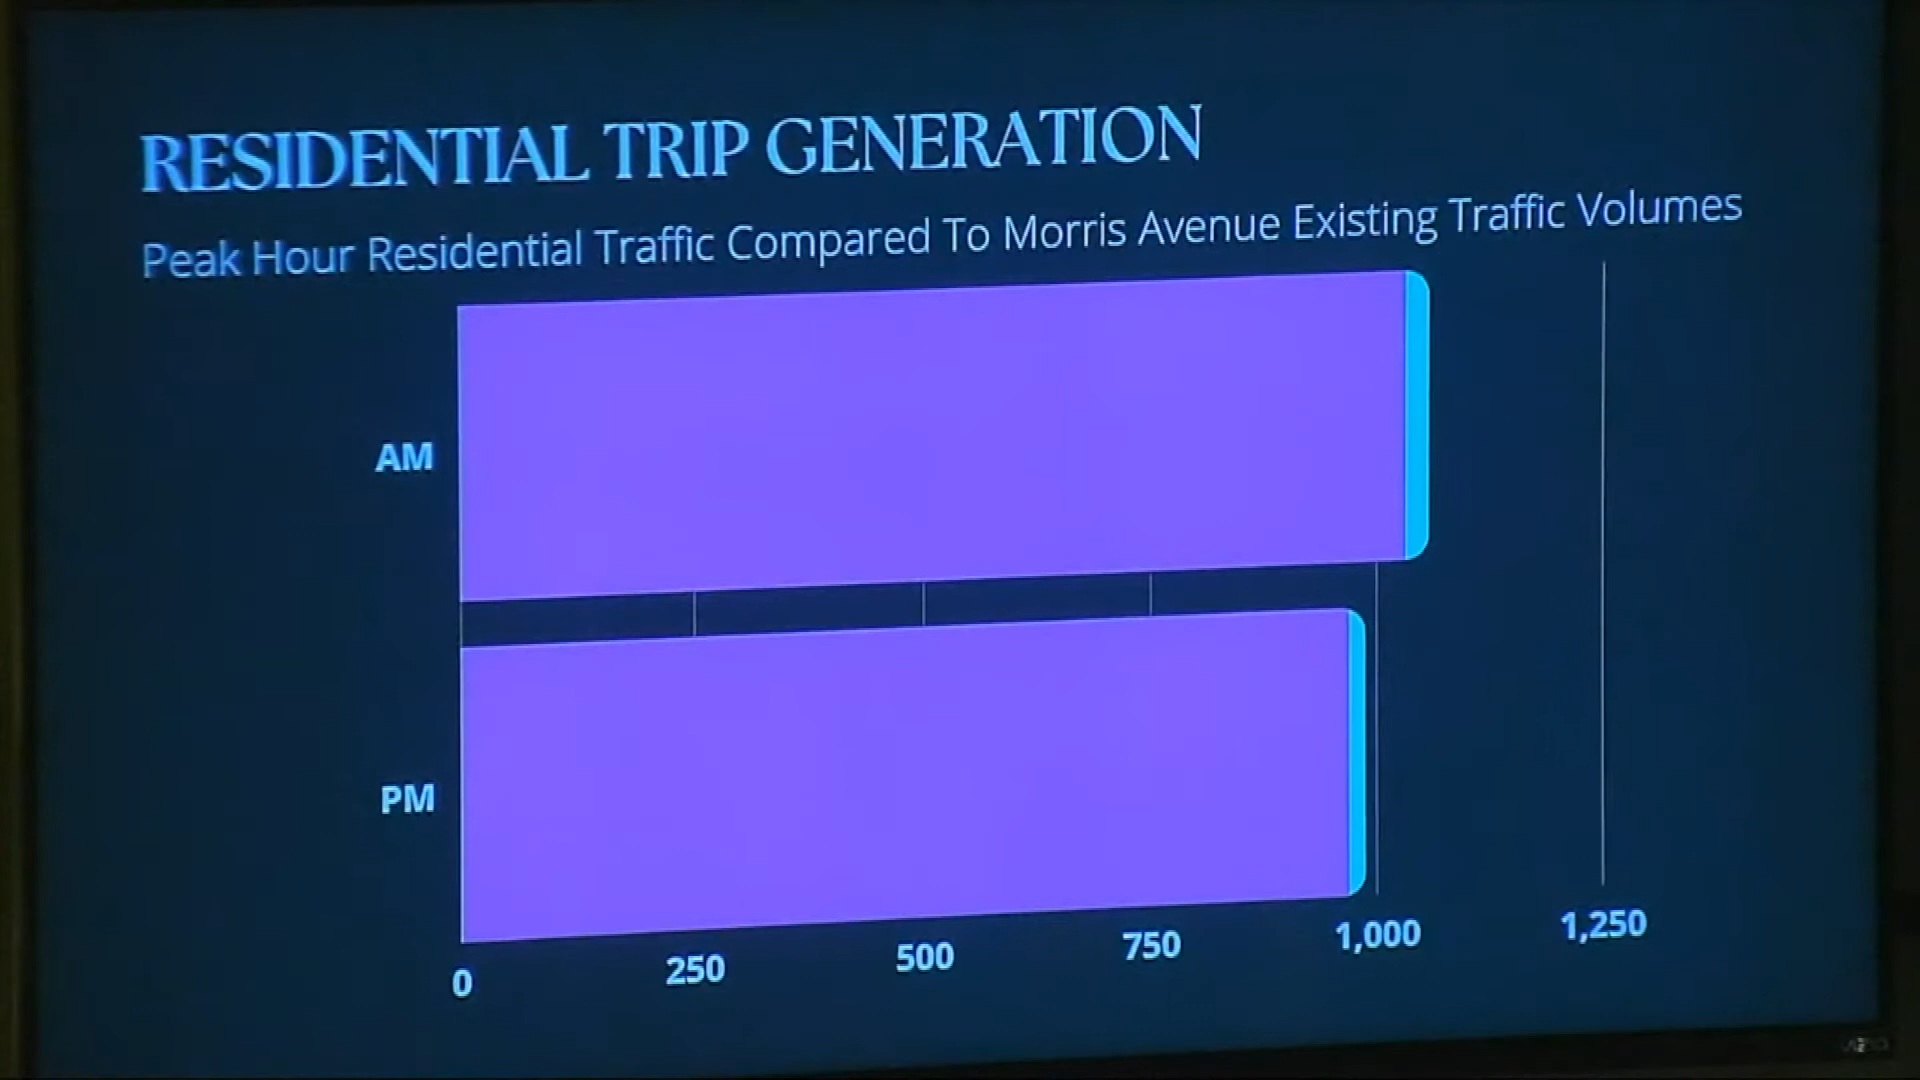 RESIDENTIAL TRIP GENERATION
Peak Hour Residential Traffic Compared To Morris Avenue Existing Traffic Volumes
AM
PM
0 250 500 750 1,000 1,250